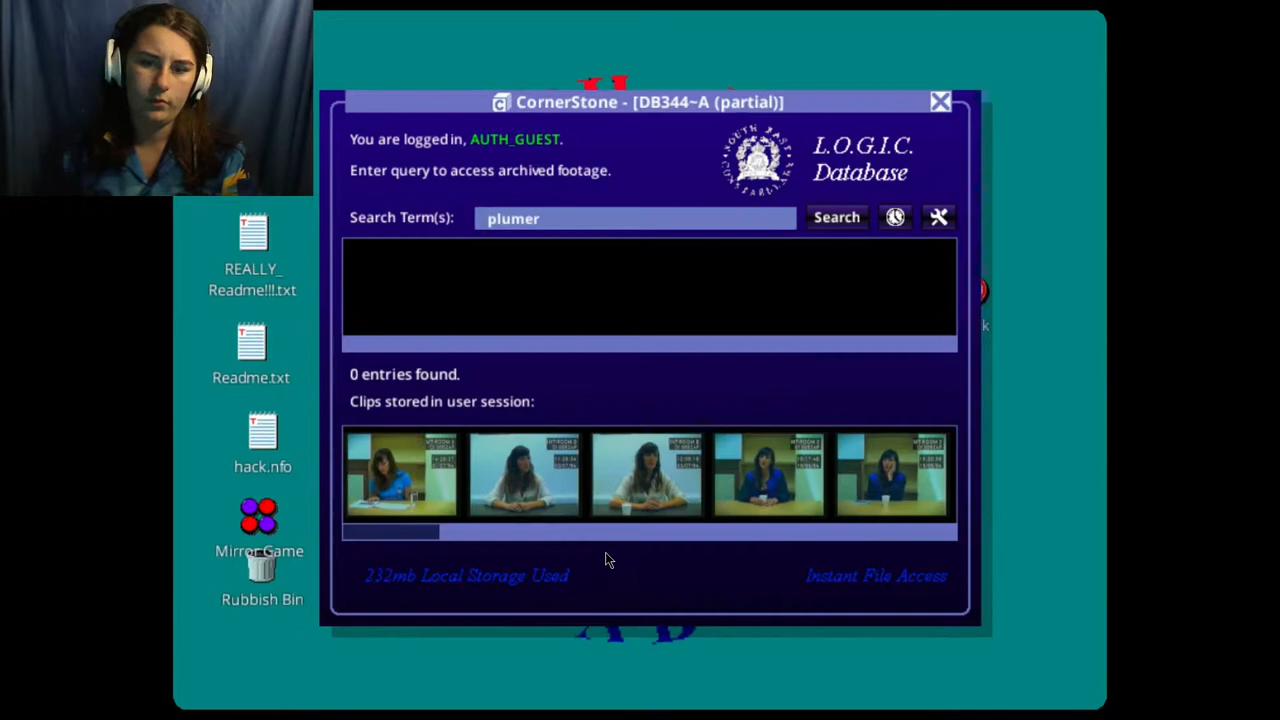 CornerStone - [DB344~A (partial)]
You are logged in, AUTH_GUEST.
Enter query to access archived footage.
L.O.G.I.C.
Database
Search Term(s):
plumer
Search
REALLY_
Readme!!!.txt
Readme.txt
hack.nfo
Mirror Game
Rubbish Bin
k
0 entries found.
Clips stored in user session:
232mb Local Storage Used
Instant File Access